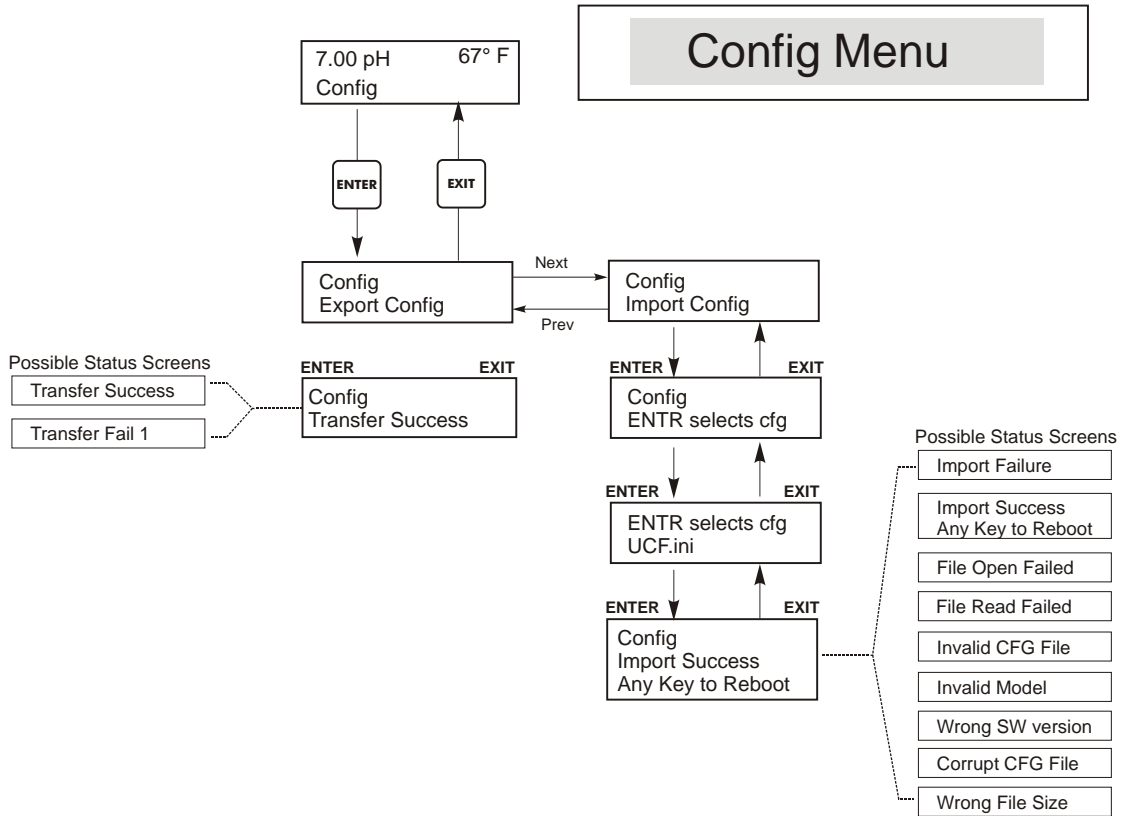 Config Menu
7.00 pH 67° F
Config
ENTER
EXIT
Config
Export Config
Next
Prev
Config
Import Config
Possible Status Screens
Transfer Success
Transfer Fail 1
ENTER EXIT
Config
Transfer Success
ENTER EXIT
Config
ENTR selects cfg
ENTER EXIT
ENTR selects cfg
UCF.ini
ENTER EXIT
Config
Import Success
Any Key to Reboot
Possible Status Screens
Import Failure
Import Success
Any Key to Reboot
File Open Failed
File Read Failed
Invalid CFG File
Invalid Model
Wrong SW version
Corrupt CFG File
Wrong File Size